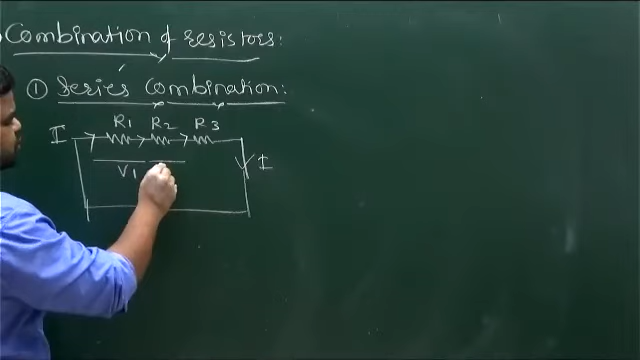 Combination of resistors:
① Series combination:
R1 R2 R3
I
I
V1